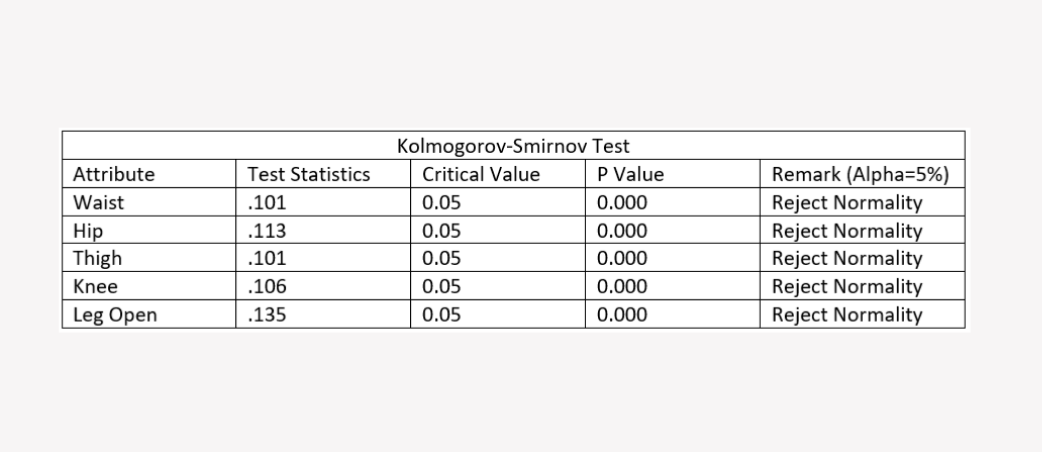 Kolmogorov-Smirnov Test
Attribute Test Statistics Critical Value P Value Remark (Alpha=5%)
Waist .101 0.05 0.000 Reject Normality
Hip .113 0.05 0.000 Reject Normality
Thigh .101 0.05 0.000 Reject Normality
Knee .106 0.05 0.000 Reject Normality
Leg Open .135 0.05 0.000 Reject Normality